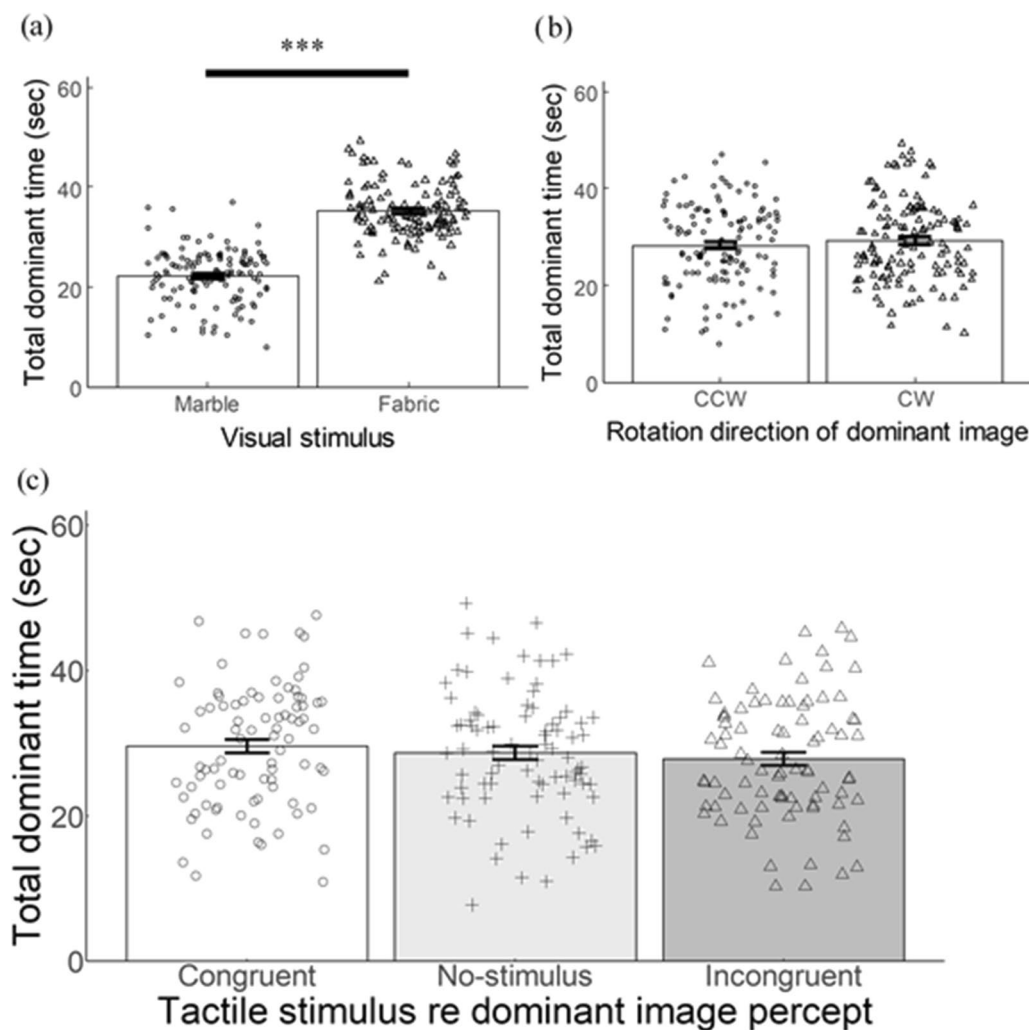 (a)
***
Total dominant time (sec)
60
40
20
0
Marble Fabric
Visual stimulus
(b)
Total dominant time (sec)
60
40
20
0
CCW CW
Rotation direction of dominant image
(c)
Total dominant time (sec)
60
40
20
0
Congruent No-stimulus Incongruent
Tactile stimulus re dominant image percept